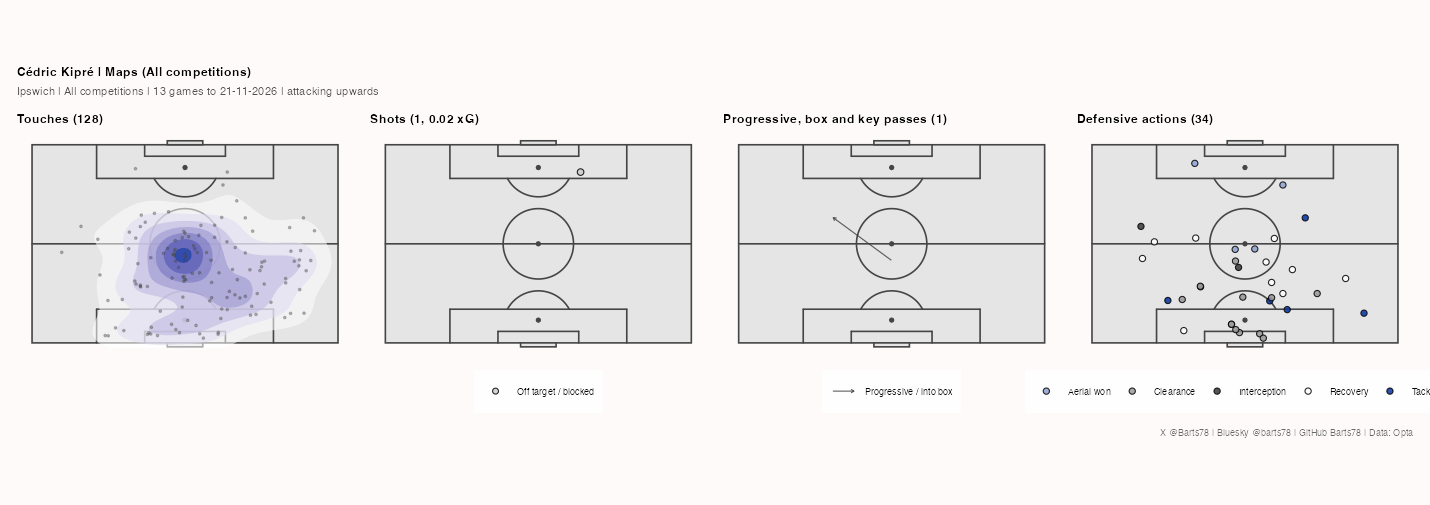 Cédric Kipré | Maps (All competitions)
Ipswich | All competitions | 13 games to 21-11-2026 | attacking upwards
Touches (128)
Shots (1, 0.02 xG)
Progressive, box and key passes (1)
Defensive actions (34)
Off target / blocked
Progressive / into box
Aerial won
Clearance
Interception
Recovery
Tack
X @Barts78 | Bluesky @barts78 | GitHub Barts78 | Data: Opta